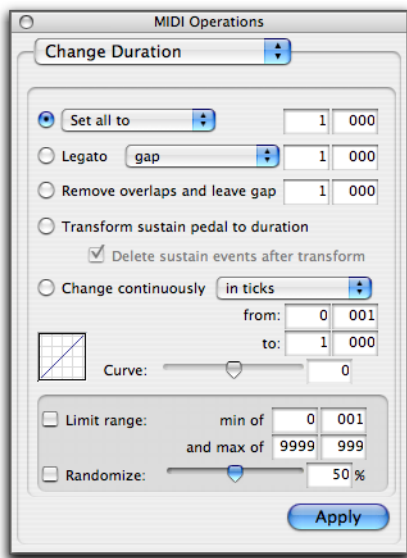 MIDI Operations
Change Duration
Set all to 1 000
Legato gap 1 000
Remove overlaps and leave gap 1 000
Transform sustain pedal to duration
Delete sustain events after transform
Change continuously in ticks
from: 0 001
to: 1 000
Curve: 0
Limit range: min of 0 001
and max of 9999 999
Randomize: 50 %
Apply